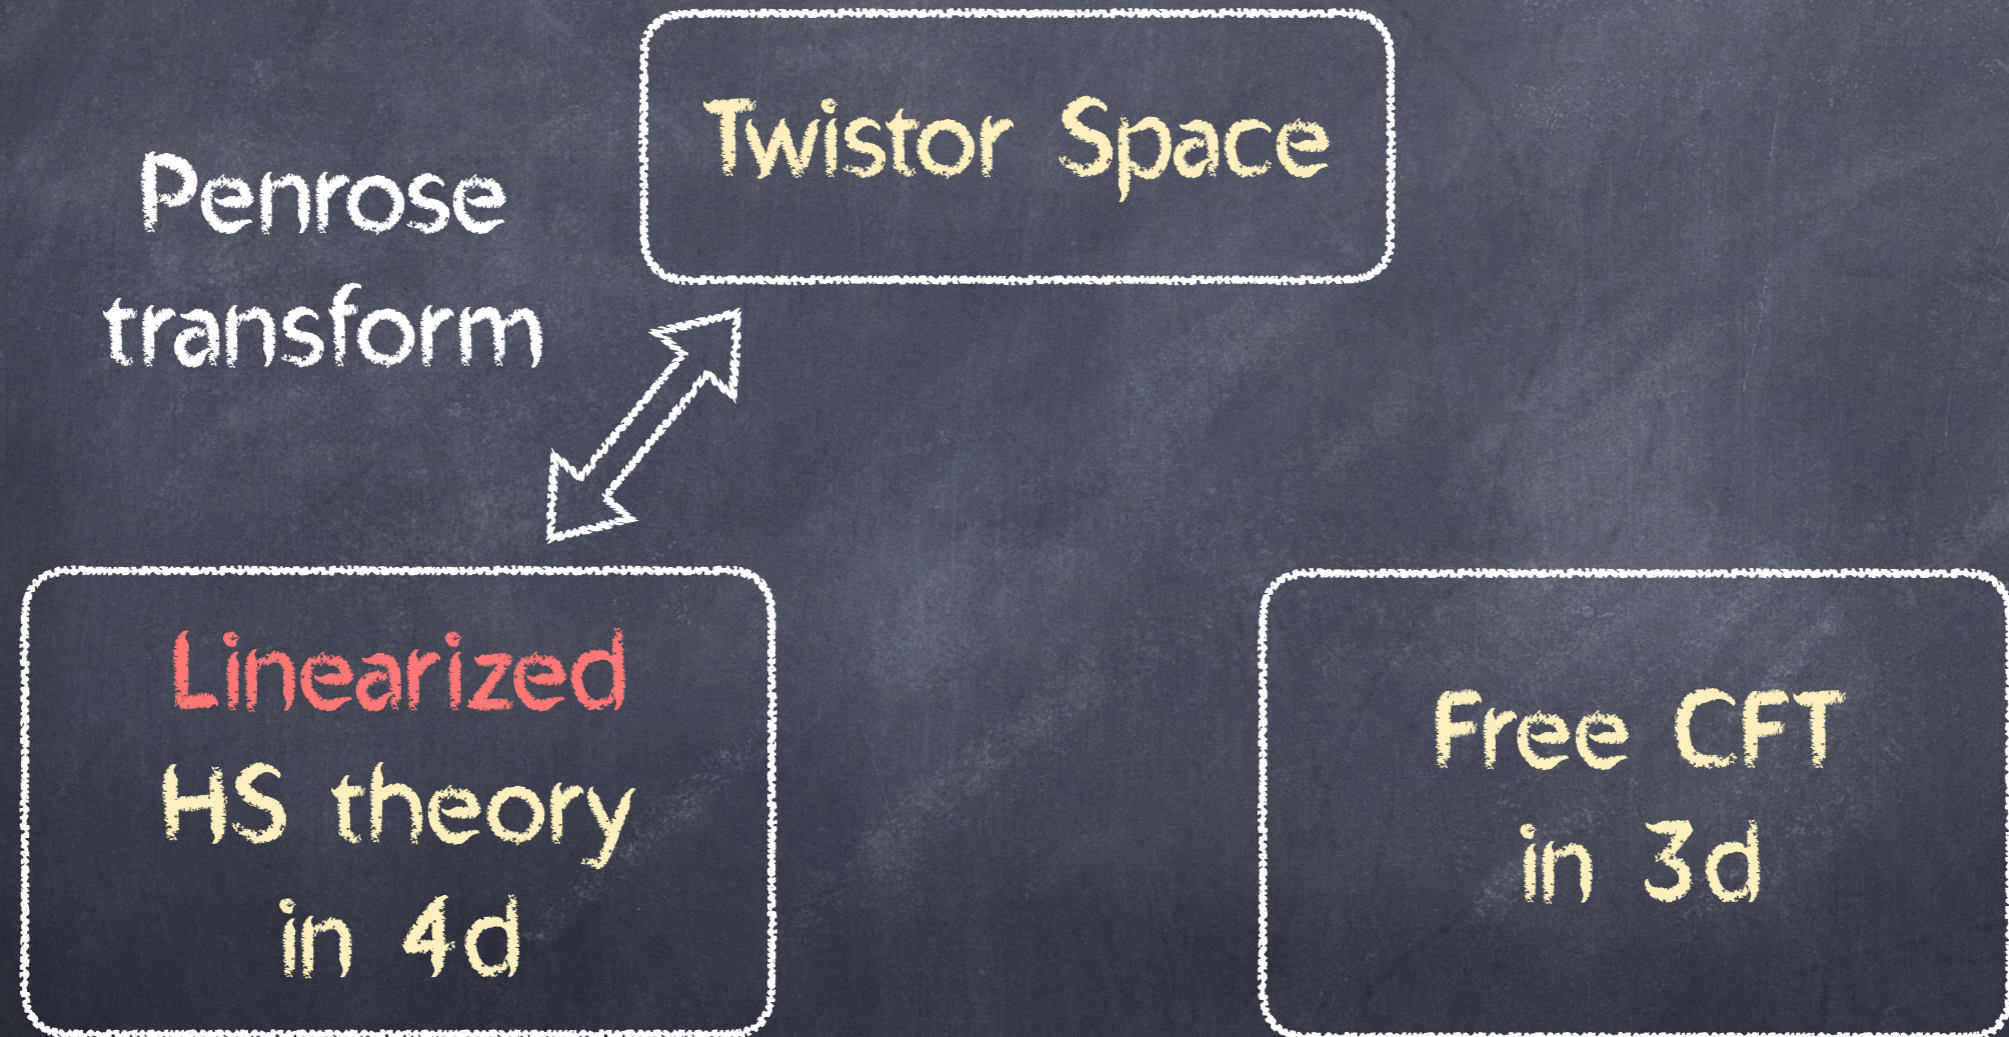 Twistor Space
Penrose
transform
Linearized
HS theory
in 4d
Free CFT
in 3d